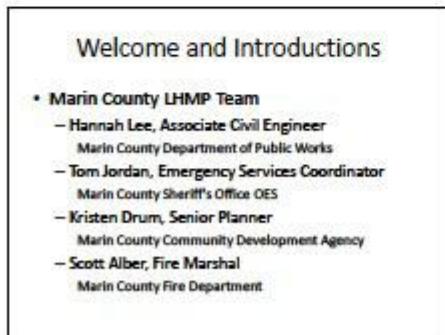 Welcome and Introductions
• Marin County LHMP Team
– Hannah Lee, Associate Civil Engineer
Marin County Department of Public Works
– Tom Jordan, Emergency Services Coordinator
Marin County Sheriff's Office OES
– Kristen Drum, Senior Planner
Marin County Community Development Agency
– Scott Alber, Fire Marshal
Marin County Fire Department